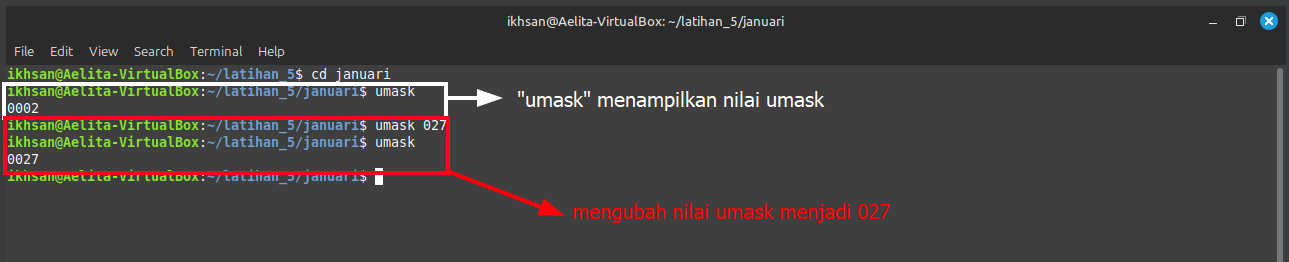 ikhsan@Aelita-VirtualBox: ~/latihan_5/januari
File Edit View Search Terminal Help
ikhsan@Aelita-VirtualBox:~/latihan_5$ cd januari
ikhsan@Aelita-VirtualBox:~/latihan_5/januari$ umask
0002
"umask" menampilkan nilai umask
ikhsan@Aelita-VirtualBox:~/latihan_5/januari$ umask 027
ikhsan@Aelita-VirtualBox:~/latihan_5/januari$ umask
0027
ikhsan@Aelita-VirtualBox:~/latihan_5/januari$
mengubah nilai umask menjadi 027